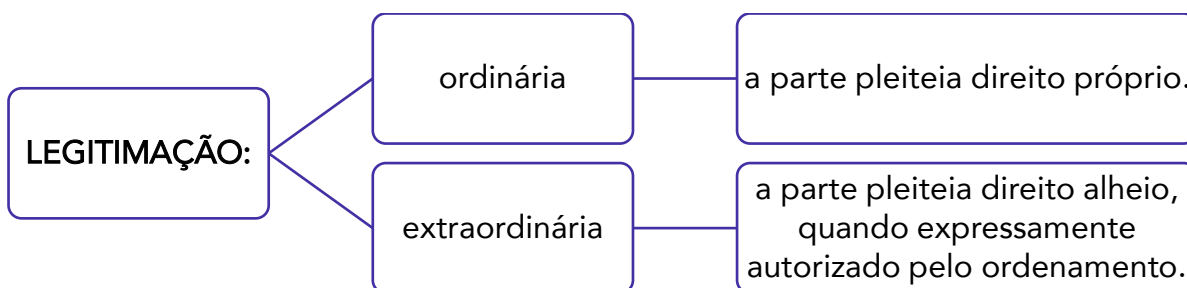 LEGITIMAÇÃO:
ordinária
a parte pleiteia direito próprio.
extraordinária
a parte pleiteia direito alheio,
quando expressamente
autorizado pelo ordenamento.